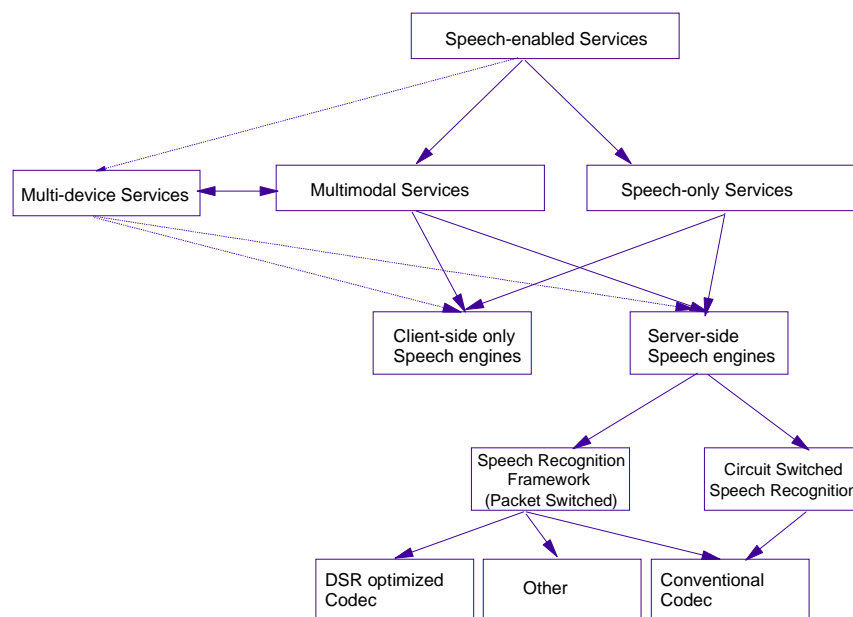 Speech-enabled Services
Multi-device Services
Multimodal Services
Speech-only Services
Client-side only
Speech engines
Server-side
Speech engines
Speech Recognition
Framework
(Packet Switched)
Circuit Switched
Speech Recognition
DSR optimized
Codec
Other
Conventional
Codec